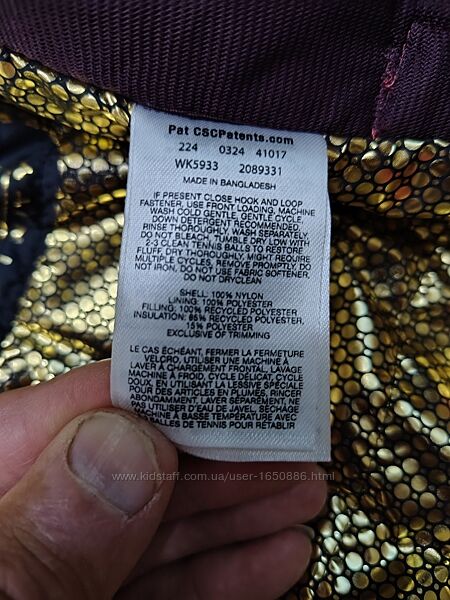 Pat CSCPatents.com
224 0324 41017
WK5933 2089331
MADE IN BANGLADESH
IF PRESENT CLOSE HOOK AND LOOP
FASTENER, USE FRONT LOADING, MACHINE
WASH COLD GENTLE, GENTLE CYCLE,
DOWN DETERGENT RECOMMENDED,
RINSE THOROUGHLY, WASH SEPARATELY,
DO NOT BLEACH, TUMBLE DRY LOW WITH
2-3 CLEAN TENNIS BALLS TO RESTORE
FLUFF, DRY THOROUGHLY, MIGHT REQUIRE
MULTIPLE CYCLES, REMOVE PROMPTLY, DO
NOT IRON, DO NOT USE FABRIC SOFTENER,
DO NOT DRYCLEAN
SHELL: 100% NYLON
LINING: 100% POLYESTER
FILLING: 100% RECYCLED POLYESTER
INSULATION: 85% RECYCLED POLYESTER,
15% POLYESTER
EXCLUSIVE OF TRIMMING
LE CAS ÉCHÉANT, FERMER LA FERMETURE
VELCRO, UTILISER UNE MACHINE À
LAVER À CHARGEMENT FRONTAL, LAVAGE
MACHINE À FROID, CYCLE DÉLICAT, CYCLE
DOUX, EN UTILISANT LA LESSIVE SPÉCIALE
POUR DES ARTICLES EN PLUMES, RINCER
ABONDAMMENT, LAVER SÉPARÉMENT, NE
PAS UTILISER D'EAU DE JAVEL, SÉCHAGE
MACHINE À BASSE TEMPÉRATURE AVEC
BALLES DE TENNIS POUR RÉTABLIR
www.kidstaff.com.ua/user-1650886.html